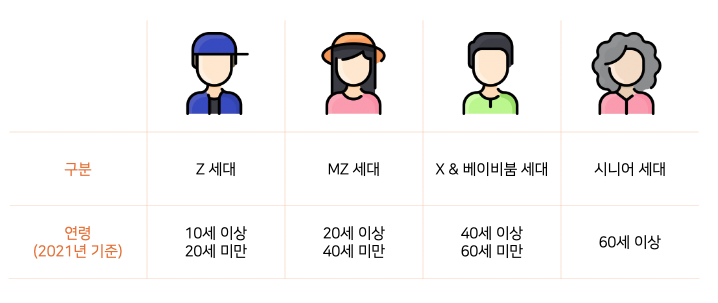 구분
Z 세대
MZ 세대
X & 베이비붐 세대
시니어 세대
연령
(2021년 기준)
10세 이상
20세 미만
20세 이상
40세 미만
40세 이상
60세 미만
60세 이상